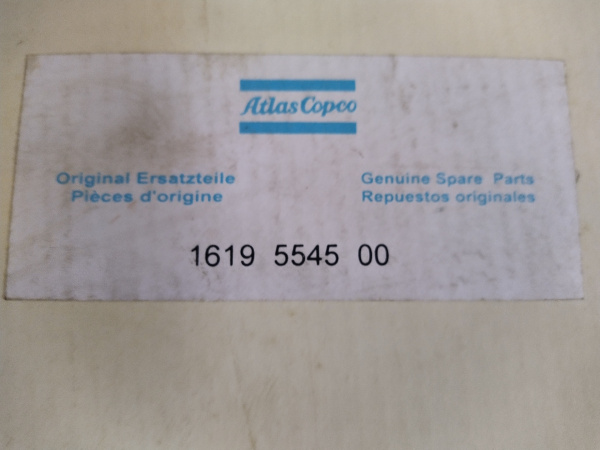 Atlas Copco
Original Ersatzteile
Pièces d'origine
Genuine Spare Parts
Repuestos originales
1619 5545 00